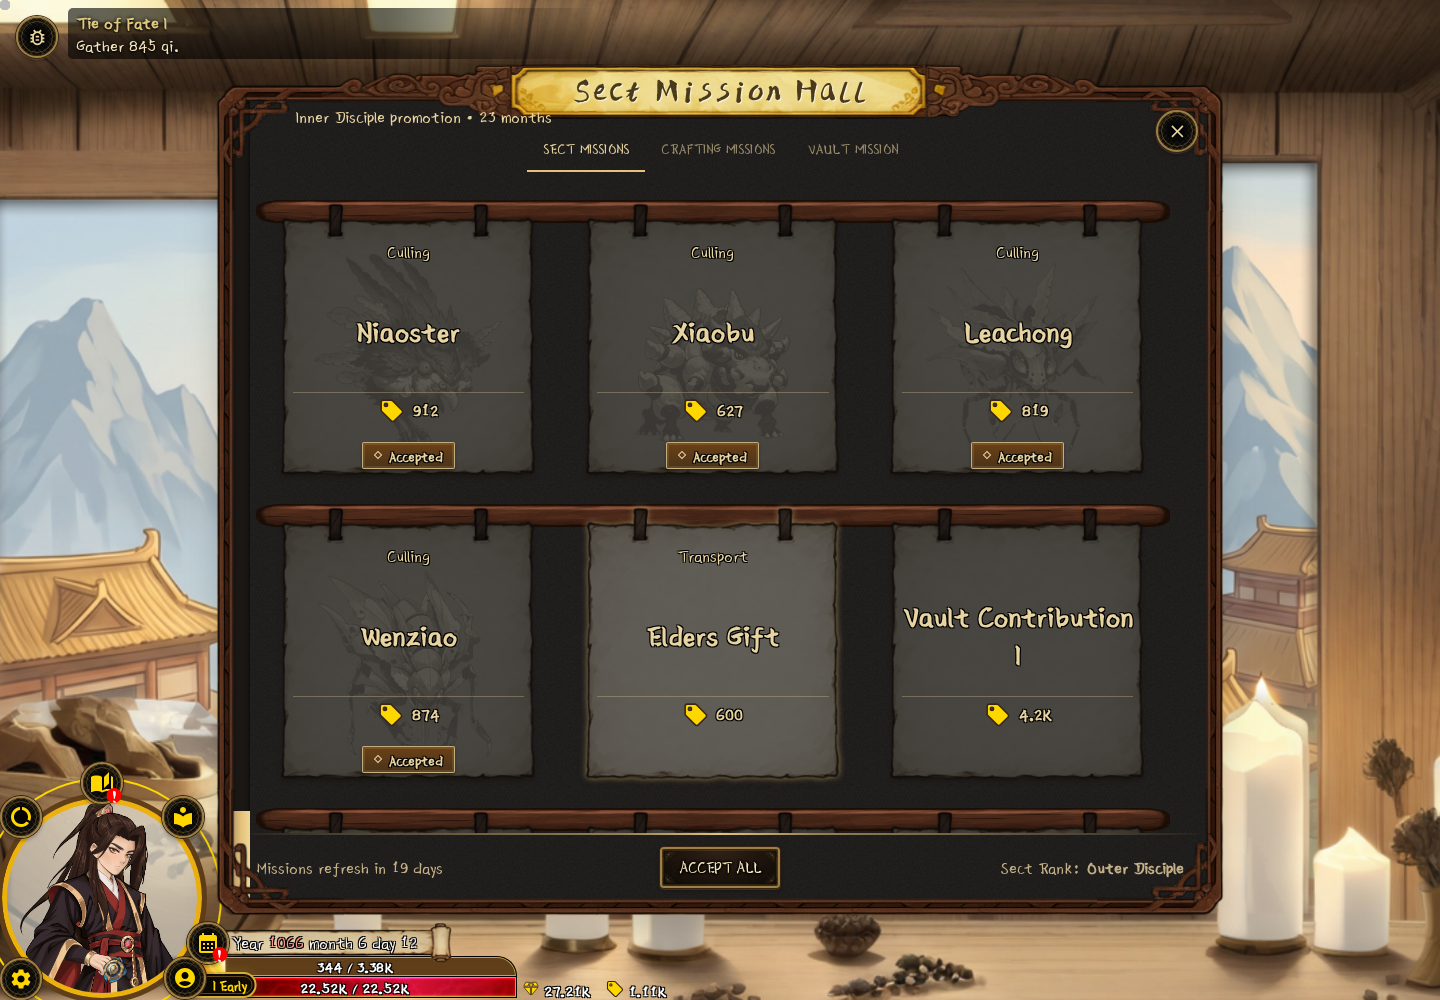 Tie of Fate I
Gather 845 qi.
Sect Mission Hall
Inner Disciple promotion • 23 months
SECT MISSIONS
CRAFTING MISSIONS
VAULT MISSION
Culling
Niaoster
912
Accepted
Culling
Xiaobu
627
Accepted
Culling
Leachong
819
Accepted
Culling
Wenziao
874
Accepted
Transport
Elders Gift
600
Vault Contribution
I
4.2K
Missions refresh in 19 days
ACCEPT ALL
Sect Rank: Outer Disciple
Year 1066 month 6 day 12
344 / 3.38K
I Early
22.52K / 22.52K
27.21K
1.11K